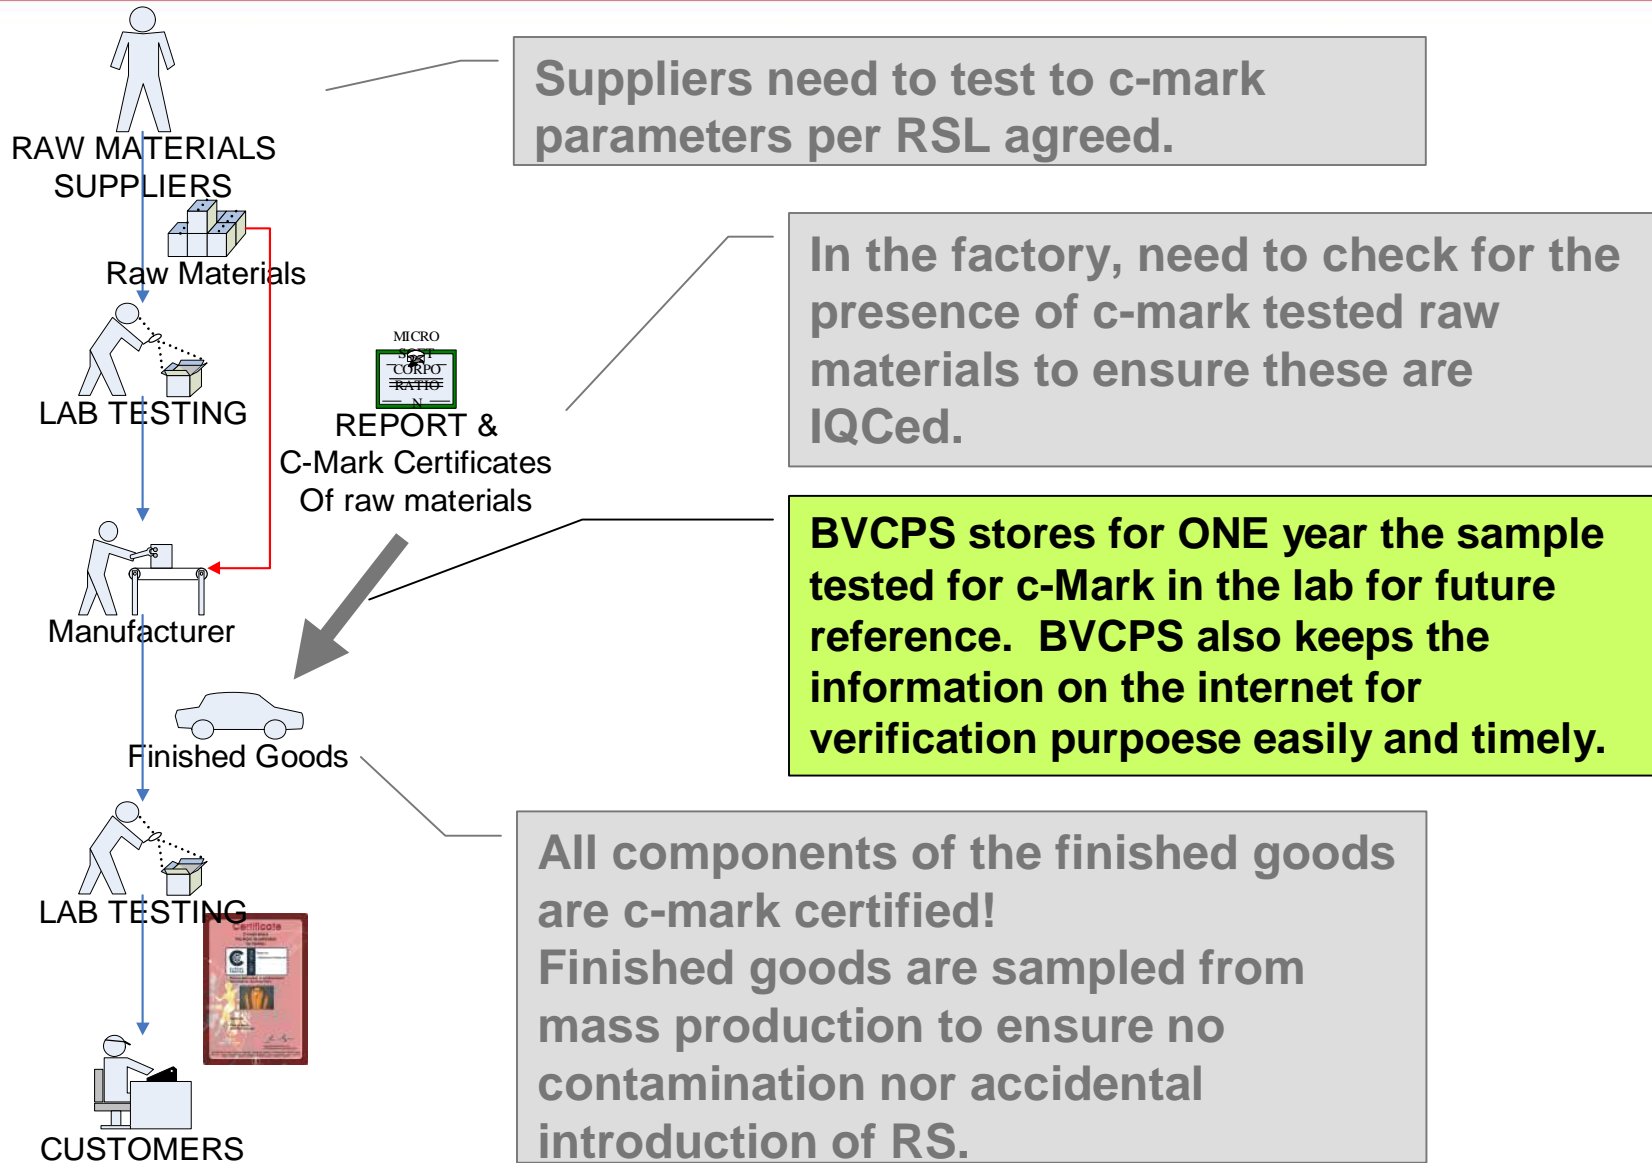 RAW MATERIALS
SUPPLIERS
Raw Materials
LAB TESTING
Manufacturer
Finished Goods
LAB TESTING
CUSTOMERS
MICRO
SOFT
CORPO
RATIO
N
REPORT &
C-Mark Certificates
Of raw materials
Certificate
Suppliers need to test to c-mark
parameters per RSL agreed.
In the factory, need to check for the
presence of c-mark tested raw
materials to ensure these are
IQCed.
BVCPS stores for ONE year the sample
tested for c-Mark in the lab for future
reference.  BVCPS also keeps the
information on the internet for
verification purpoese easily and timely.
All components of the finished goods
are c-mark certified!
Finished goods are sampled from
mass production to ensure no
contamination nor accidental
introduction of RS.